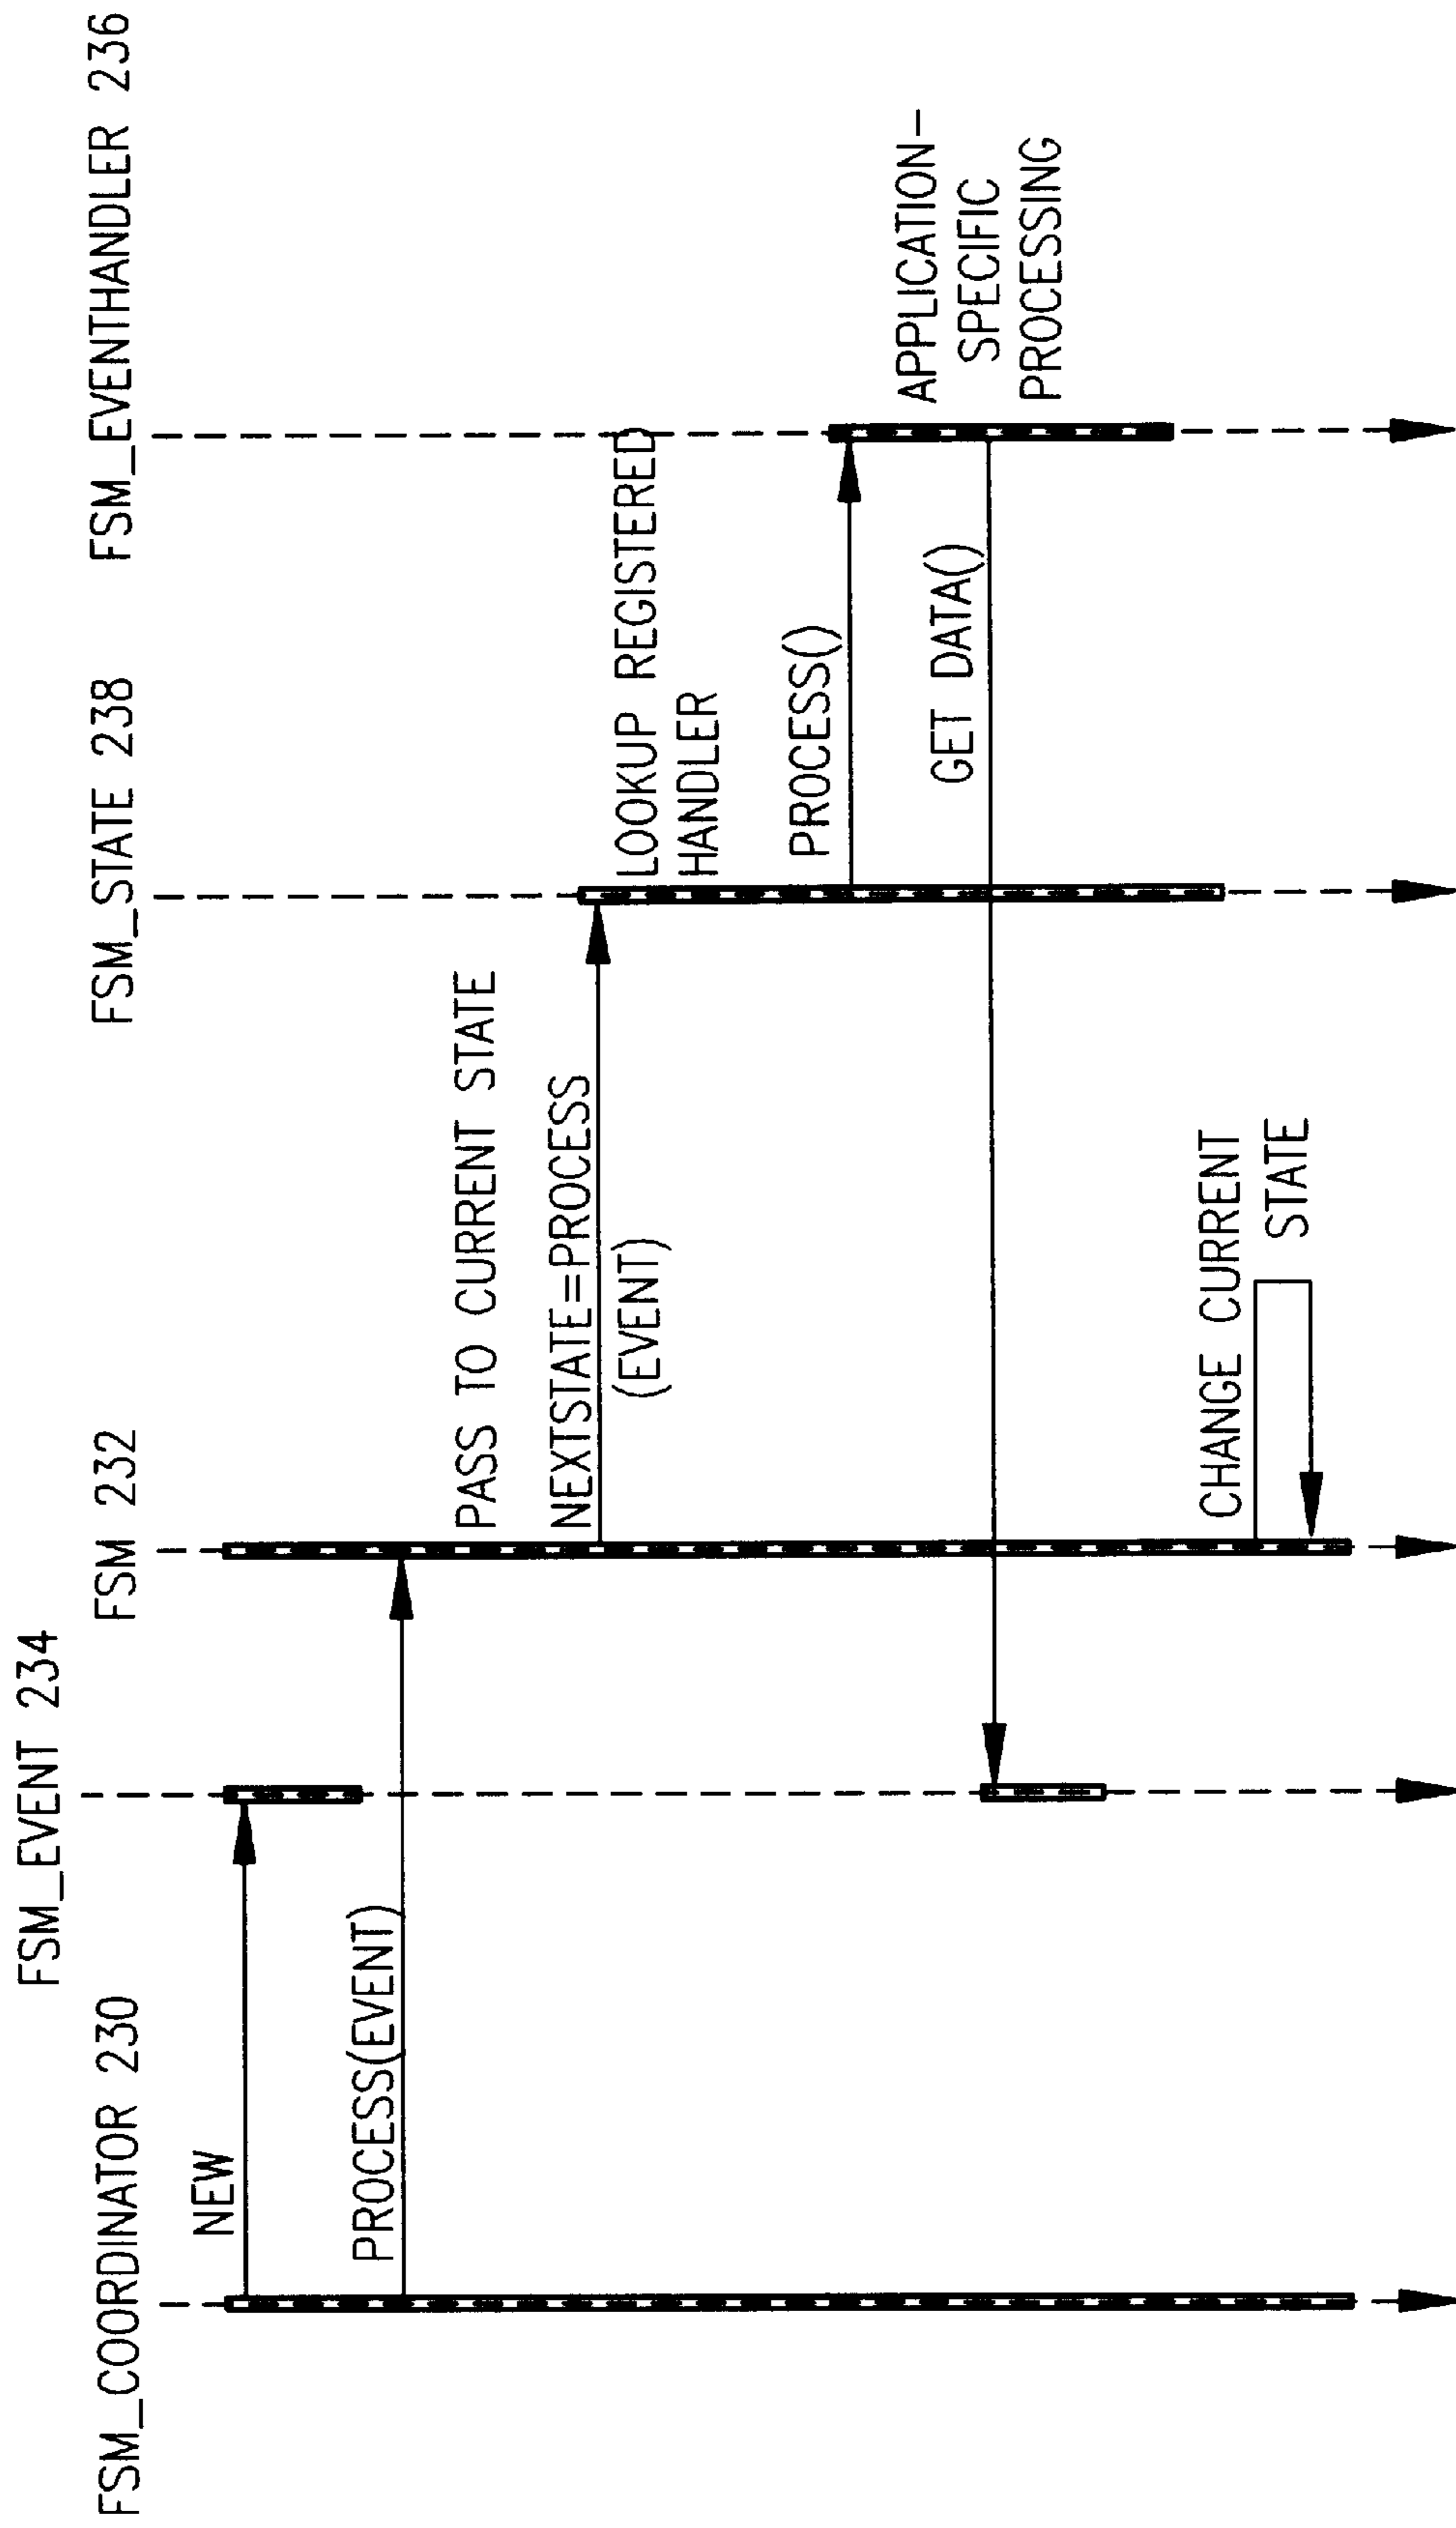 FSM_COORDINATOR 230
FSM_EVENT 234
FSM 232
FSM_STATE 238
FSM_EVENTHANDLER 236
NEW
PROCESS(EVENT)
PASS TO CURRENT STATE
NEXTSTATE=PROCESS
(EVENT)
LOOKUP REGISTERED
HANDLER
PROCESS()
APPLICATION-
SPECIFIC
PROCESSING
GET DATA()
CHANGE CURRENT
STATE